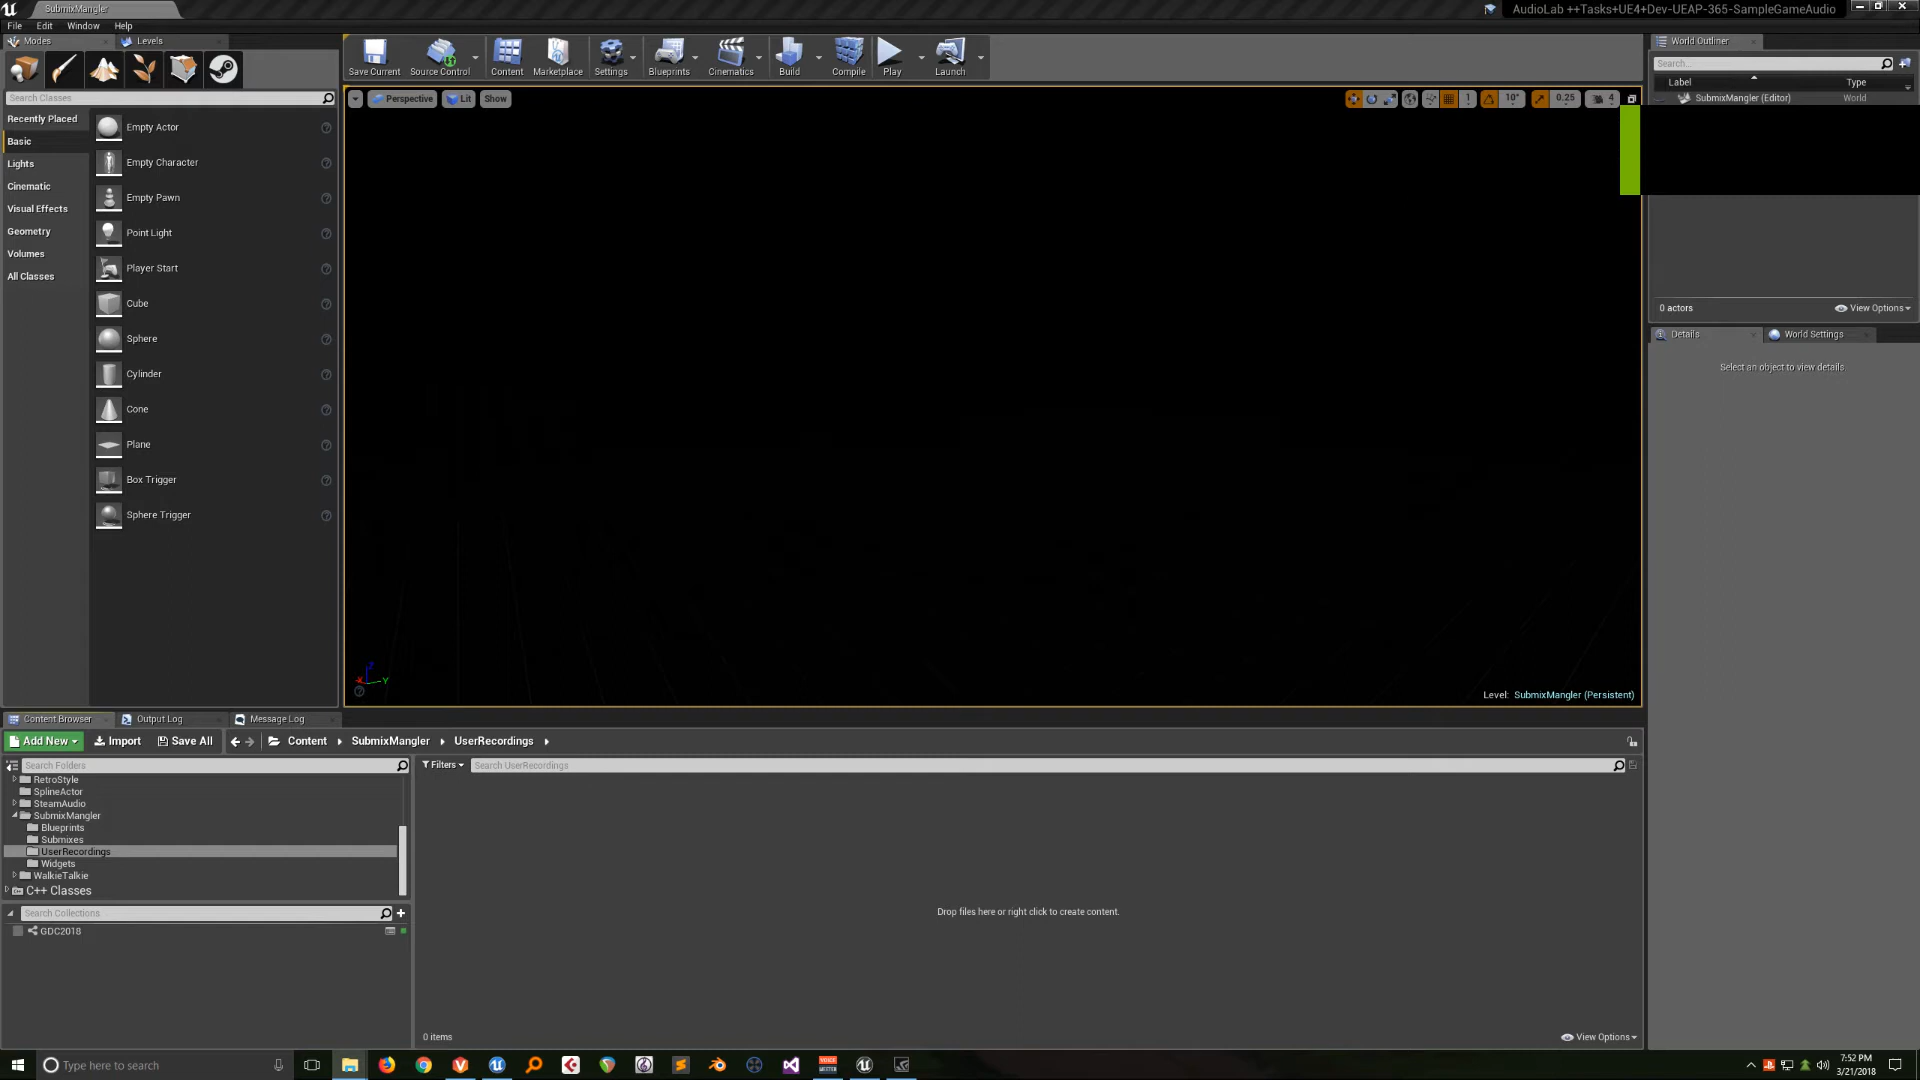 SubmixMangler
AudioLab ++Tasks+UE4+Dev-UEAP-365-SampleGameAudio
File Edit Window Help
Modes Levels
Save Current Source Control Content Marketplace Settings Blueprints Cinematics Build Compile Play Launch
World Outliner
Search...
Label Type
SubmixMangler (Editor) World
Search Classes
Perspective Lit Show
1 10° 0.25 4
Recently Placed
Basic
Lights
Cinematic
Visual Effects
Geometry
Volumes
All Classes
Empty Actor
Empty Character
Empty Pawn
Point Light
Player Start
Cube
Sphere
Cylinder
Cone
Plane
Box Trigger
Sphere Trigger
0 actors View Options
Details World Settings
Select an object to view details
X Y
Level: SubmixMangler (Persistent)
Content Browser Output Log Message Log
Add New Import Save All Content SubmixMangler UserRecordings
Search Folders
Filters Search UserRecordings
RetroStyle
SplineActor
SteamAudio
SubmixMangler
Blueprints
Submixes
UserRecordings
Widgets
WalkieTalkie
C++ Classes
Search Collections
GDC2018
Drop files here or right click to create content.
0 items View Options
Type here to search
7:52 PM
3/21/2018